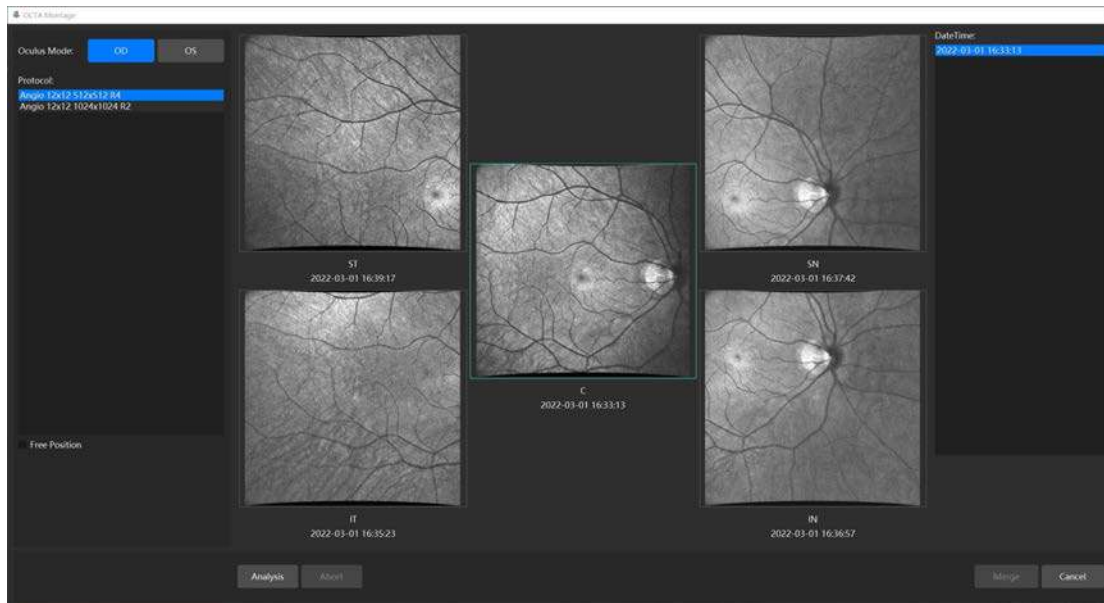 OCTA Montage
Oculus Mode:
OD
OS
Protocol:
Angio 12x12 512x512 R4
Angio 12x12 1024x1024 R2
Free Position
ST
2022-03-01 16:39:17
IT
2022-03-01 16:35:23
C
2022-03-01 16:33:13
SN
2022-03-01 16:37:42
IN
2022-03-01 16:36:57
DateTime:
2022-03-01 16:33:13
Analysis
Abort
Merge
Cancel